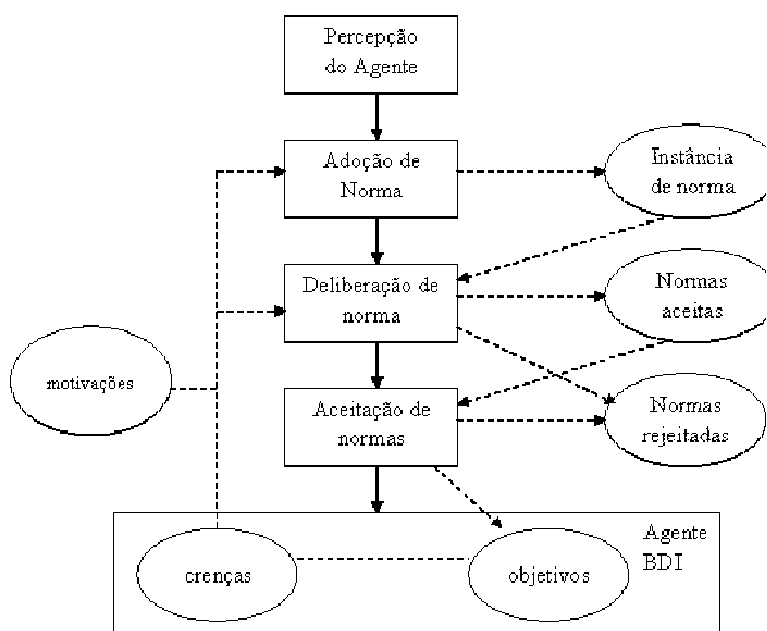 Percepção
do Agente
Adoção de
Norma
Instância
de norma
Deliberação de
norma
Normas
aceitas
motivações
Aceitação de
normas
Normas
rejeitadas
Agente
BDI
crenças
objetivos